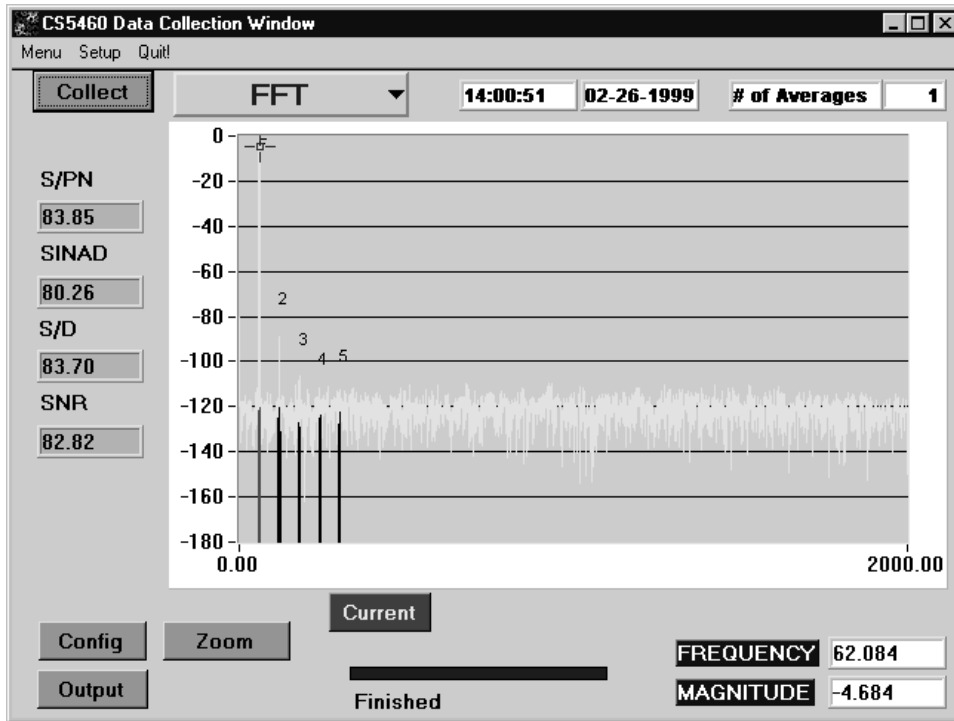 CS5460 Data Collection Window
Menu Setup Quit!
Collect FFT 14:00:51 02-26-1999 # of Averages 1
S/PN
83.85
SINAD
80.26
S/D
83.70
SNR
82.82
0
-20
-40
-60
-80
-100
-120
-140
-160
-180
F
2
3
4
5
0.00 2000.00
Current
Config Zoom
Output
Finished
FREQUENCY 62.084
MAGNITUDE -4.684